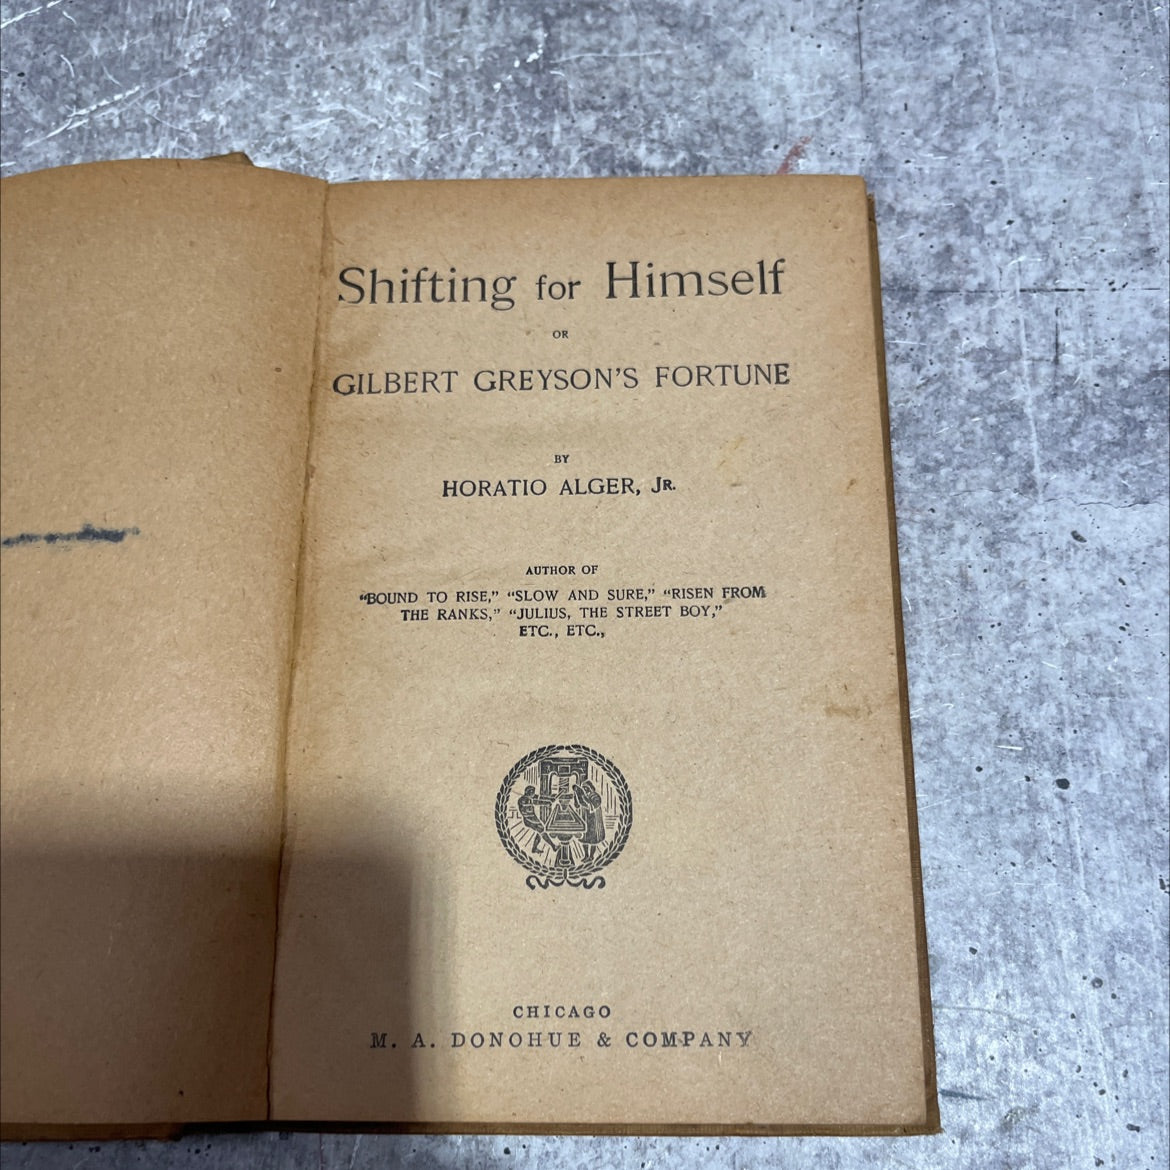 Shifting for Himself
OR
GILBERT GREYSON'S FORTUNE
BY
HORATIO ALGER, JR.
AUTHOR OF
"BOUND TO RISE," "SLOW AND SURE," "RISEN FROM
THE RANKS," "JULIUS, THE STREET BOY,"
ETC., ETC.,
CHICAGO
M. A. DONOHUE & COMPANY